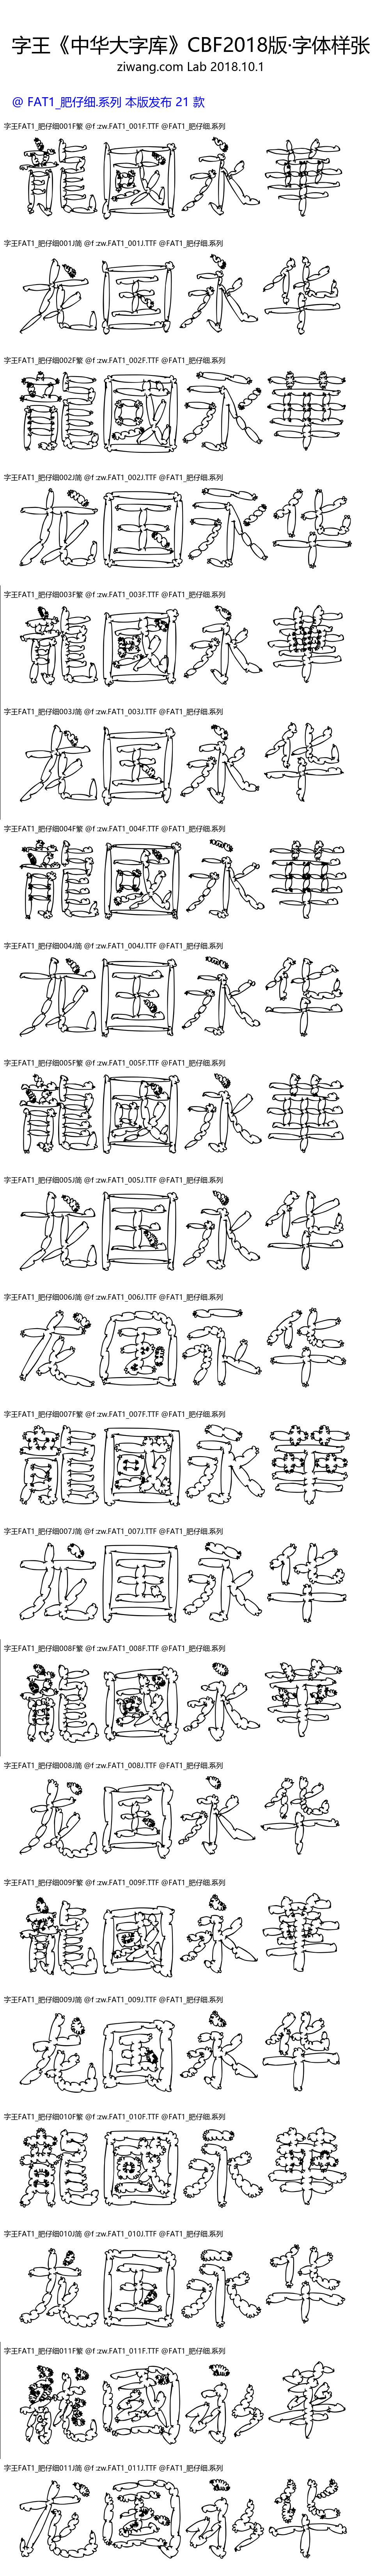 字王《中华大字库》CBF2018版·字体样张
ziwang.com Lab 2018.10.1
@ FAT1_肥仔细.系列 本版发布 21 款
字王FAT1_肥仔细001F繁 @f :zw.FAT1_001F.TTF @FAT1_肥仔细.系列
龍國永華
字王FAT1_肥仔细001J简 @f :zw.FAT1_001J.TTF @FAT1_肥仔细.系列
龙国永华
字王FAT1_肥仔细002F繁 @f :zw.FAT1_002F.TTF @FAT1_肥仔细.系列
龍國永華
字王FAT1_肥仔细002J简 @f :zw.FAT1_002J.TTF @FAT1_肥仔细.系列
龙国永华
字王FAT1_肥仔细003F繁 @f :zw.FAT1_003F.TTF @FAT1_肥仔细.系列
龍國永華
字王FAT1_肥仔细003J简 @f :zw.FAT1_003J.TTF @FAT1_肥仔细.系列
龙国永华
字王FAT1_肥仔细004F繁 @f :zw.FAT1_004F.TTF @FAT1_肥仔细.系列
龍國永華
字王FAT1_肥仔细004J简 @f :zw.FAT1_004J.TTF @FAT1_肥仔细.系列
龙国永华
字王FAT1_肥仔细005F繁 @f :zw.FAT1_005F.TTF @FAT1_肥仔细.系列
龍國永華
字王FAT1_肥仔细005J简 @f :zw.FAT1_005J.TTF @FAT1_肥仔细.系列
龙国永华
字王FAT1_肥仔细006J简 @f :zw.FAT1_006J.TTF @FAT1_肥仔细.系列
龙国永华
字王FAT1_肥仔细007F繁 @f :zw.FAT1_007F.TTF @FAT1_肥仔细.系列
龍國永華
字王FAT1_肥仔细007J简 @f :zw.FAT1_007J.TTF @FAT1_肥仔细.系列
龙国永华
字王FAT1_肥仔细008F繁 @f :zw.FAT1_008F.TTF @FAT1_肥仔细.系列
龍國永華
字王FAT1_肥仔细008J简 @f :zw.FAT1_008J.TTF @FAT1_肥仔细.系列
龙国永华
字王FAT1_肥仔细009F繁 @f :zw.FAT1_009F.TTF @FAT1_肥仔细.系列
龍國永華
字王FAT1_肥仔细009J简 @f :zw.FAT1_009J.TTF @FAT1_肥仔细.系列
龙国永华
字王FAT1_肥仔细010F繁 @f :zw.FAT1_010F.TTF @FAT1_肥仔细.系列
龍國永華
字王FAT1_肥仔细010J简 @f :zw.FAT1_010J.TTF @FAT1_肥仔细.系列
龙国永华
字王FAT1_肥仔细011F繁 @f :zw.FAT1_011F.TTF @FAT1_肥仔细.系列
龍國永華
字王FAT1_肥仔细011J简 @f :zw.FAT1_011J.TTF @FAT1_肥仔细.系列
龙国永华